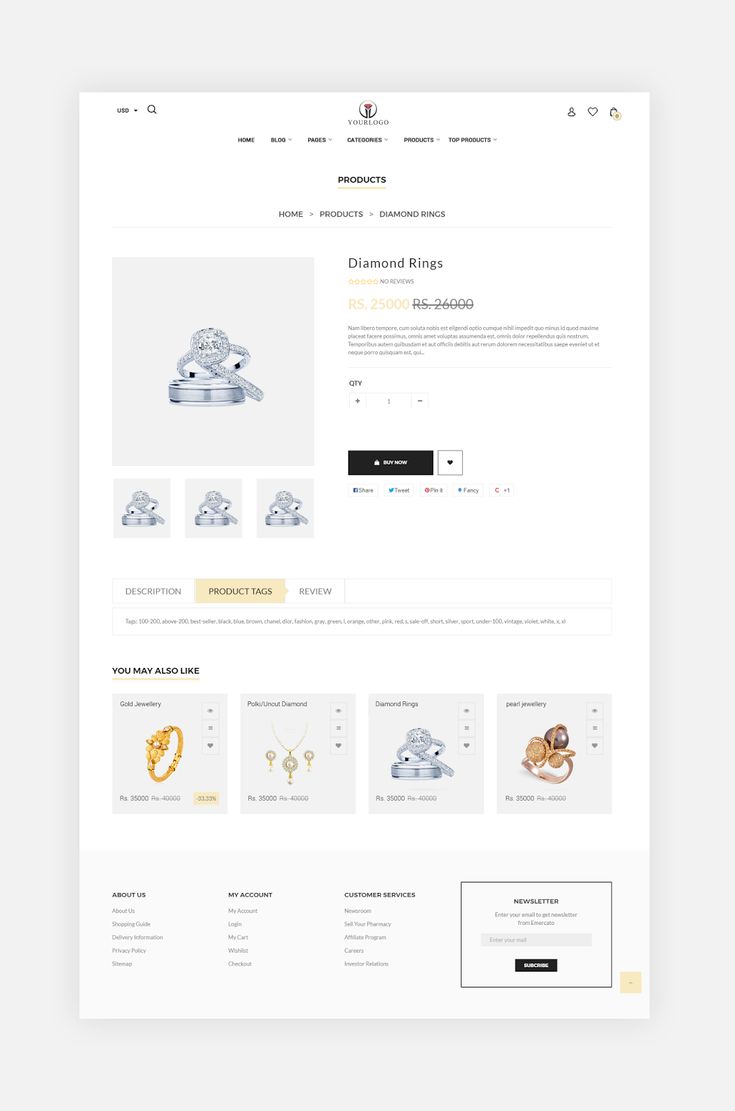 USD
YOURLOGO
HOME BLOG PAGES CATEGORIES PRODUCTS TOP PRODUCTS
PRODUCTS
HOME > PRODUCTS > DIAMOND RINGS
Diamond Rings
NO REVIEWS
RS. 25000 RS. 26000
Nam libero tempore, cum soluta nobis est eligendi optio cumque nihil impedit quo minus id quod maxime
placeat facere possimus, omnis amet voluptas assumenda est, omnis dolor repellendus quis nostrum.
Temporibus autem quibusdam et aut officiis debitis aut rerum dolorem necessitatibus saepe eveniet ut et
neque porro quisquam est, qui...
QTY
+ 1 −
BUY NOW
Share Tweet Pin it Fancy +1
DESCRIPTION PRODUCT TAGS REVIEW
Tags: 100-200, above-200, best-seller, black, blue, brown, chanel, dior, fashion, gray, green, l, orange, other, pink, red, s, sale-off, short, silver, sport, under-100, vintage, violet, white, x, xl
YOU MAY ALSO LIKE
Gold Jewellery Polki/Uncut Diamond Diamond Rings pearl jewellery
Rs. 35000 Rs. 40000 -33.33% Rs. 35000 Rs. 40000 Rs. 35000 Rs. 40000 Rs. 35000 Rs. 40000
ABOUT US
About Us
Shopping Guide
Delivery Information
Privacy Policy
Sitemap
MY ACCOUNT
My Account
Login
My Cart
Wishlist
Checkout
CUSTOMER SERVICES
Newsroom
Sell Your Pharmacy
Affiliate Program
Careers
Investor Relations
NEWSLETTER
Enter your email to get newsletter
from Emercato
Enter your mail
SUBCRIBE